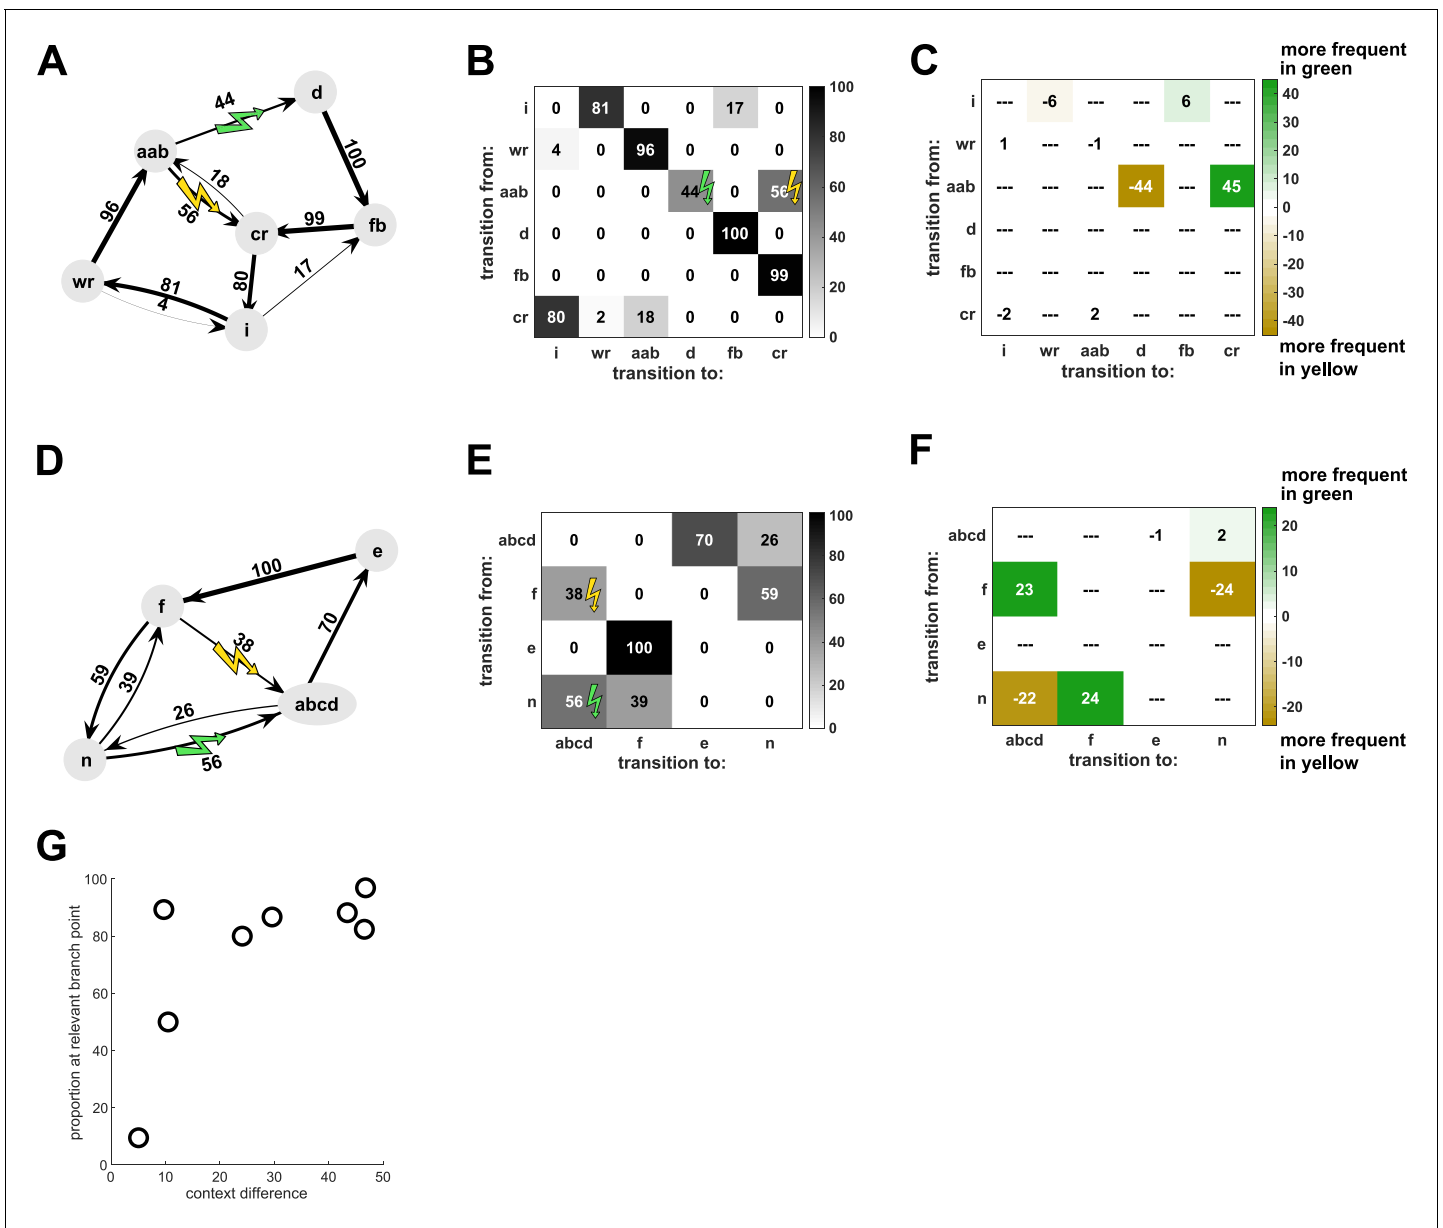 A
44
d
aab
100
18
56
96
99
fb
cr
80
17
wr
81
4
i
B
transition from:
i 0 81 0 0 17 0
wr 4 0 96 0 0 0
aab 0 0 0 44 0 56
d 0 0 0 0 100 0
fb 0 0 0 0 0 99
cr 80 2 18 0 0 0
i wr aab d fb cr
transition to:
100
80
60
40
20
0
C
more frequent
in green
transition from:
i --- -6 --- --- 6 ---
wr 1 --- -1 --- --- ---
aab --- --- --- -44 --- 45
d --- --- --- --- --- ---
fb --- --- --- --- --- ---
cr -2 --- 2 --- --- ---
i wr aab d fb cr
transition to:
40
30
20
10
0
-10
-20
-30
-40
more frequent
in yellow
D
e
100
f
70
38
59
39
abcd
26
n
56
E
transition from:
abcd 0 0 70 26
f 38 0 0 59
e 0 100 0 0
n 56 39 0 0
abcd f e n
transition to:
100
80
60
40
20
0
F
more frequent
in green
transition from:
abcd --- --- -1 2
f 23 --- --- -24
e --- --- --- ---
n -22 24 --- ---
abcd f e n
transition to:
20
10
0
-10
-20
more frequent
in yellow
G
proportion at relevant branch point
100
80
60
40
20
0
0 10 20 30 40 50
context difference